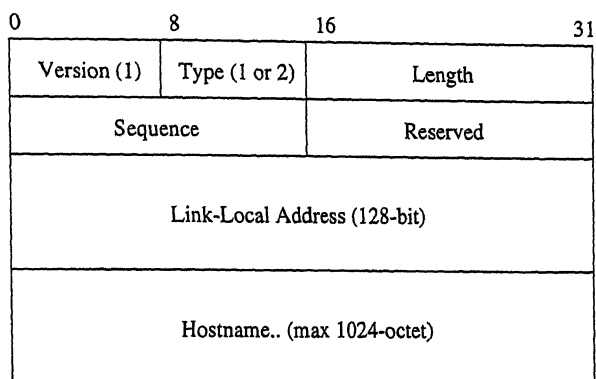 0 8 16 31
Version (1) Type (1 or 2) Length
Sequence Reserved
Link-Local Address (128-bit)
Hostname.. (max 1024-octet)